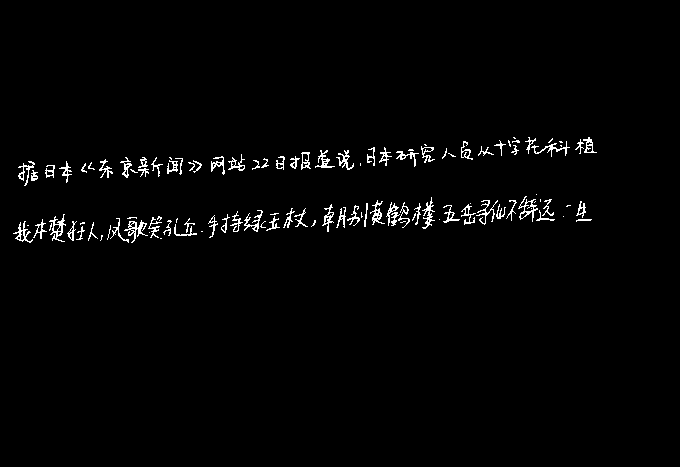 据日本《东京新闻》网站22日报道说,日本研究人员从十字花科植
我本楚狂人,凤歌笑孔丘.手持绿玉杖,朝别黄鹤楼.五岳寻仙不辞远.一生